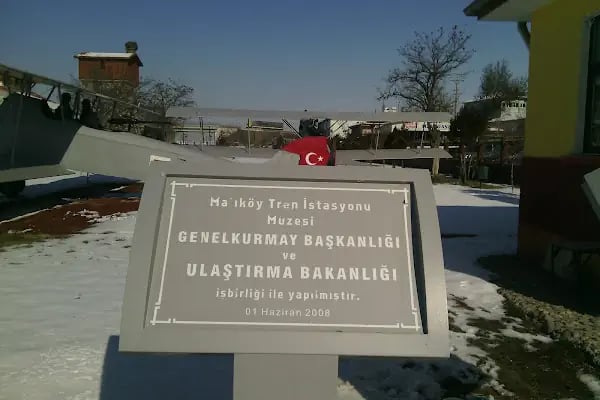 Ma ıköy Tren İstasyonu
Müzesi
GENELKURMAY BAŞKANLIĞI
ve
ULAŞTIRMA BAKANLIĞI
işbirliği ile yapılmıştır.
01 Haziran 2008